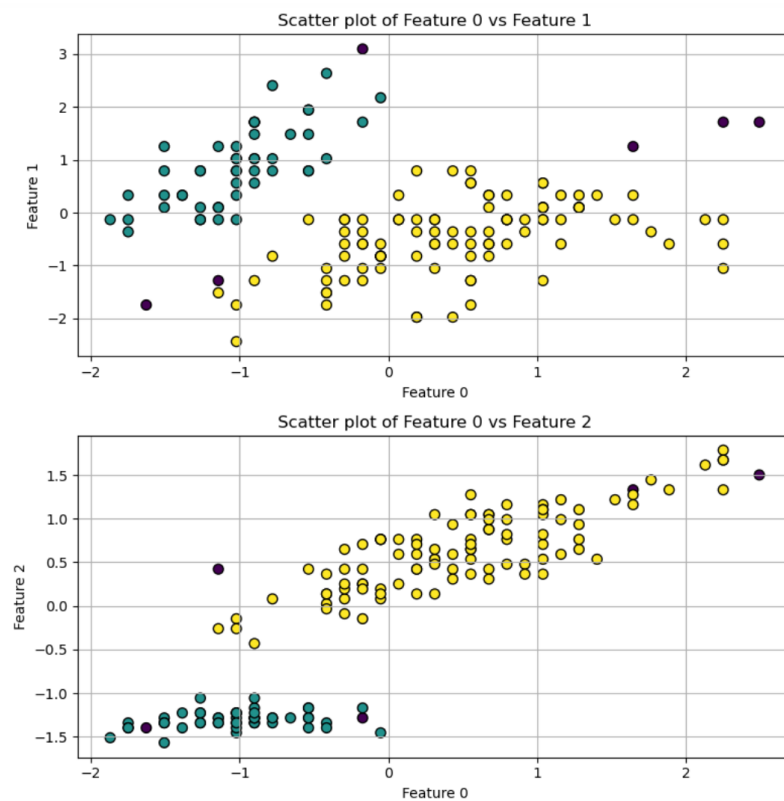 Scatter plot of Feature 0 vs Feature 1
3
2
1
0
−1
−2
Feature 1
−2 −1 0 1 2
Feature 0
Scatter plot of Feature 0 vs Feature 2
1.5
1.0
0.5
0.0
−0.5
−1.0
−1.5
Feature 2
−2 −1 0 1 2
Feature 0